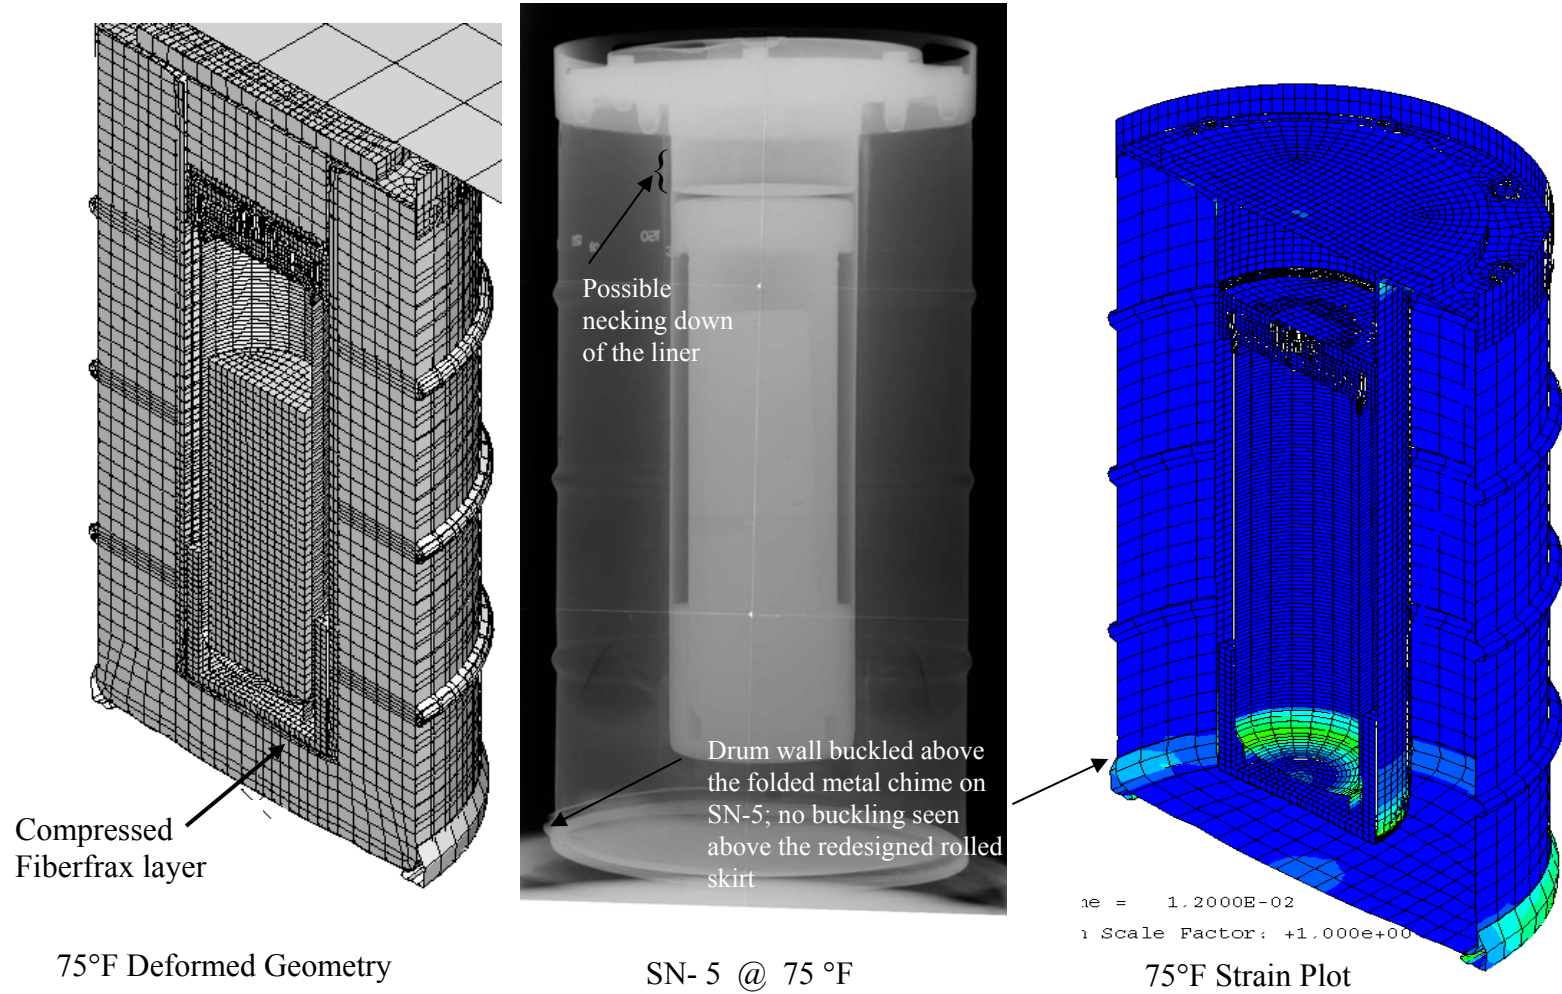 Possible
necking down
of the liner
Drum wall buckled above
the folded metal chime on
SN-5; no buckling seen
above the redesigned rolled
skirt
Compressed
Fiberfrax layer
= 1.2000E-02
Scale Factor: +1.000e+00
75°F Deformed Geometry
SN- 5 @ 75 °F
75°F Strain Plot